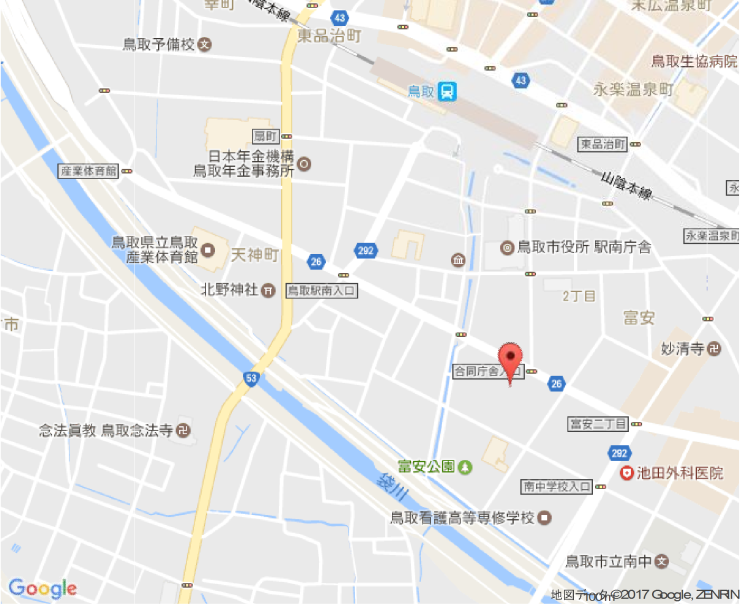 幸町
山陰本線
43
東品治町
末広温泉町
鳥取予備校
鳥取生協病院
鳥取
43
永楽温泉町
扇町
東品治町
日本年金機構
鳥取年金事務所
産業体育館
山陰本線
永
永楽温泉町
鳥取県立鳥取
産業体育館
天神町
292
26
鳥取市役所 駅南庁舎
北野神社
鳥取駅南入口
2丁目
富安
市
妙清寺
合同庁舎入口
53
26
富安二丁目
念法眞教 鳥取念法寺
292
富安公園
池田外科医院
袋川
南中学校入口
鳥取看護高等専修学校
鳥取市立南中
Google
地図データ ©2017 Google, ZENRIN
100m